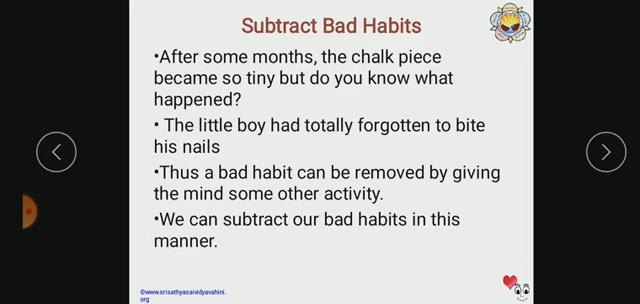 Subtract Bad Habits
•After some months, the chalk piece
became so tiny but do you know what
happened?
• The little boy had totally forgotten to bite
his nails
•Thus a bad habit can be removed by giving
the mind some other activity.
•We can subtract our bad habits in this
manner.
©www.srisathyasaividyavahini.
org